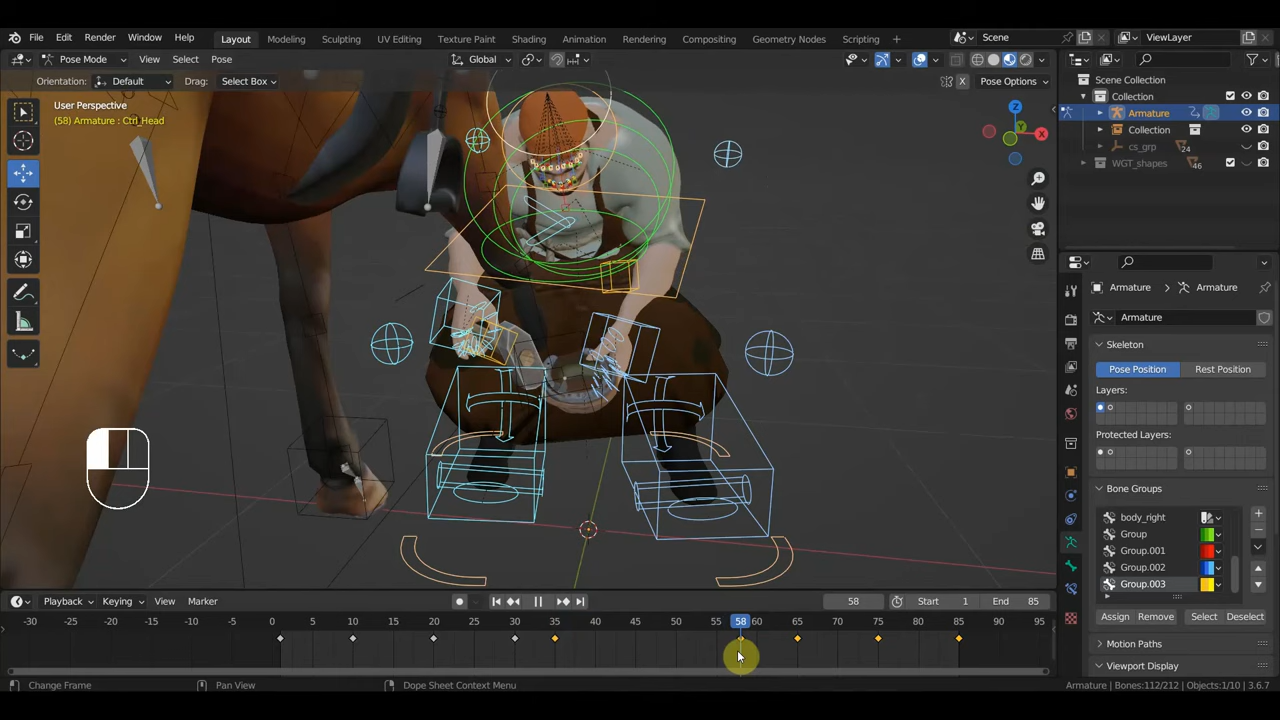 File Edit Render Window Help Layout Modeling Sculpting UV Editing Texture Paint Shading Animation Rendering Compositing Geometry Nodes Scripting + Scene ViewLayer
Pose Mode View Select Pose Global
Orientation: Default Drag: Select Box X Pose Options
User Perspective
(58) Armature : Ctrl_Head
Z
Y
X
Scene Collection
Collection
Armature
Collection
cs_grp 24
WGT_shapes 46
Armature > Armature
Armature
Skeleton
Pose Position Rest Position
Layers:
Protected Layers:
Bone Groups
body_right
Group
Group.001
Group.002
Group.003
Assign Remove Select Deselect
Motion Paths
Viewport Display
Playback Keying View Marker 58 Start 1 End 85
-30 -25 -20 -15 -10 -5 0 5 10 15 20 25 30 35 40 45 50 55 58 60 65 70 75 80 85 90 95
Change Frame Pan View Dope Sheet Context Menu Armature | Bones:112/212 | Objects:1/10 | 3.6.7